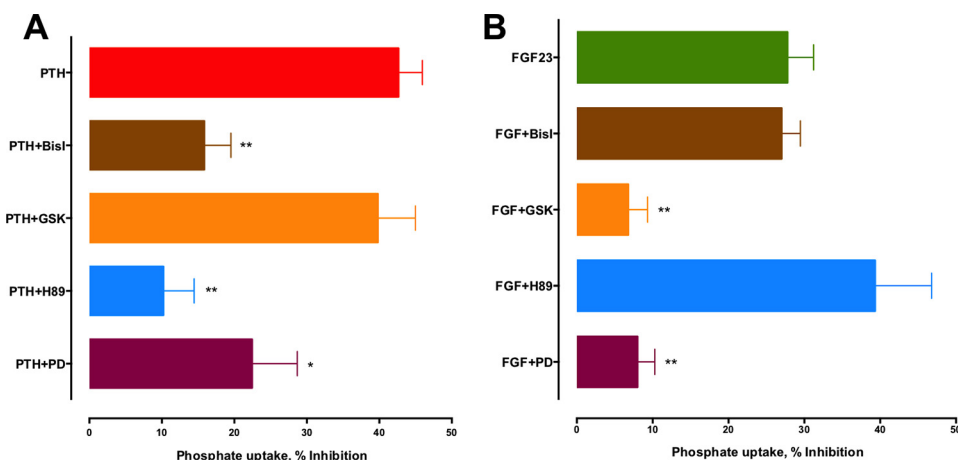 A
PTH
PTH+BisI
**
PTH+GSK
PTH+H89
**
PTH+PD
*
0 10 20 30 40 50
Phosphate uptake, % Inhibition
B
FGF23
FGF+BisI
FGF+GSK
**
FGF+H89
FGF+PD
**
0 10 20 30 40 50
Phosphate uptake, % Inhibition